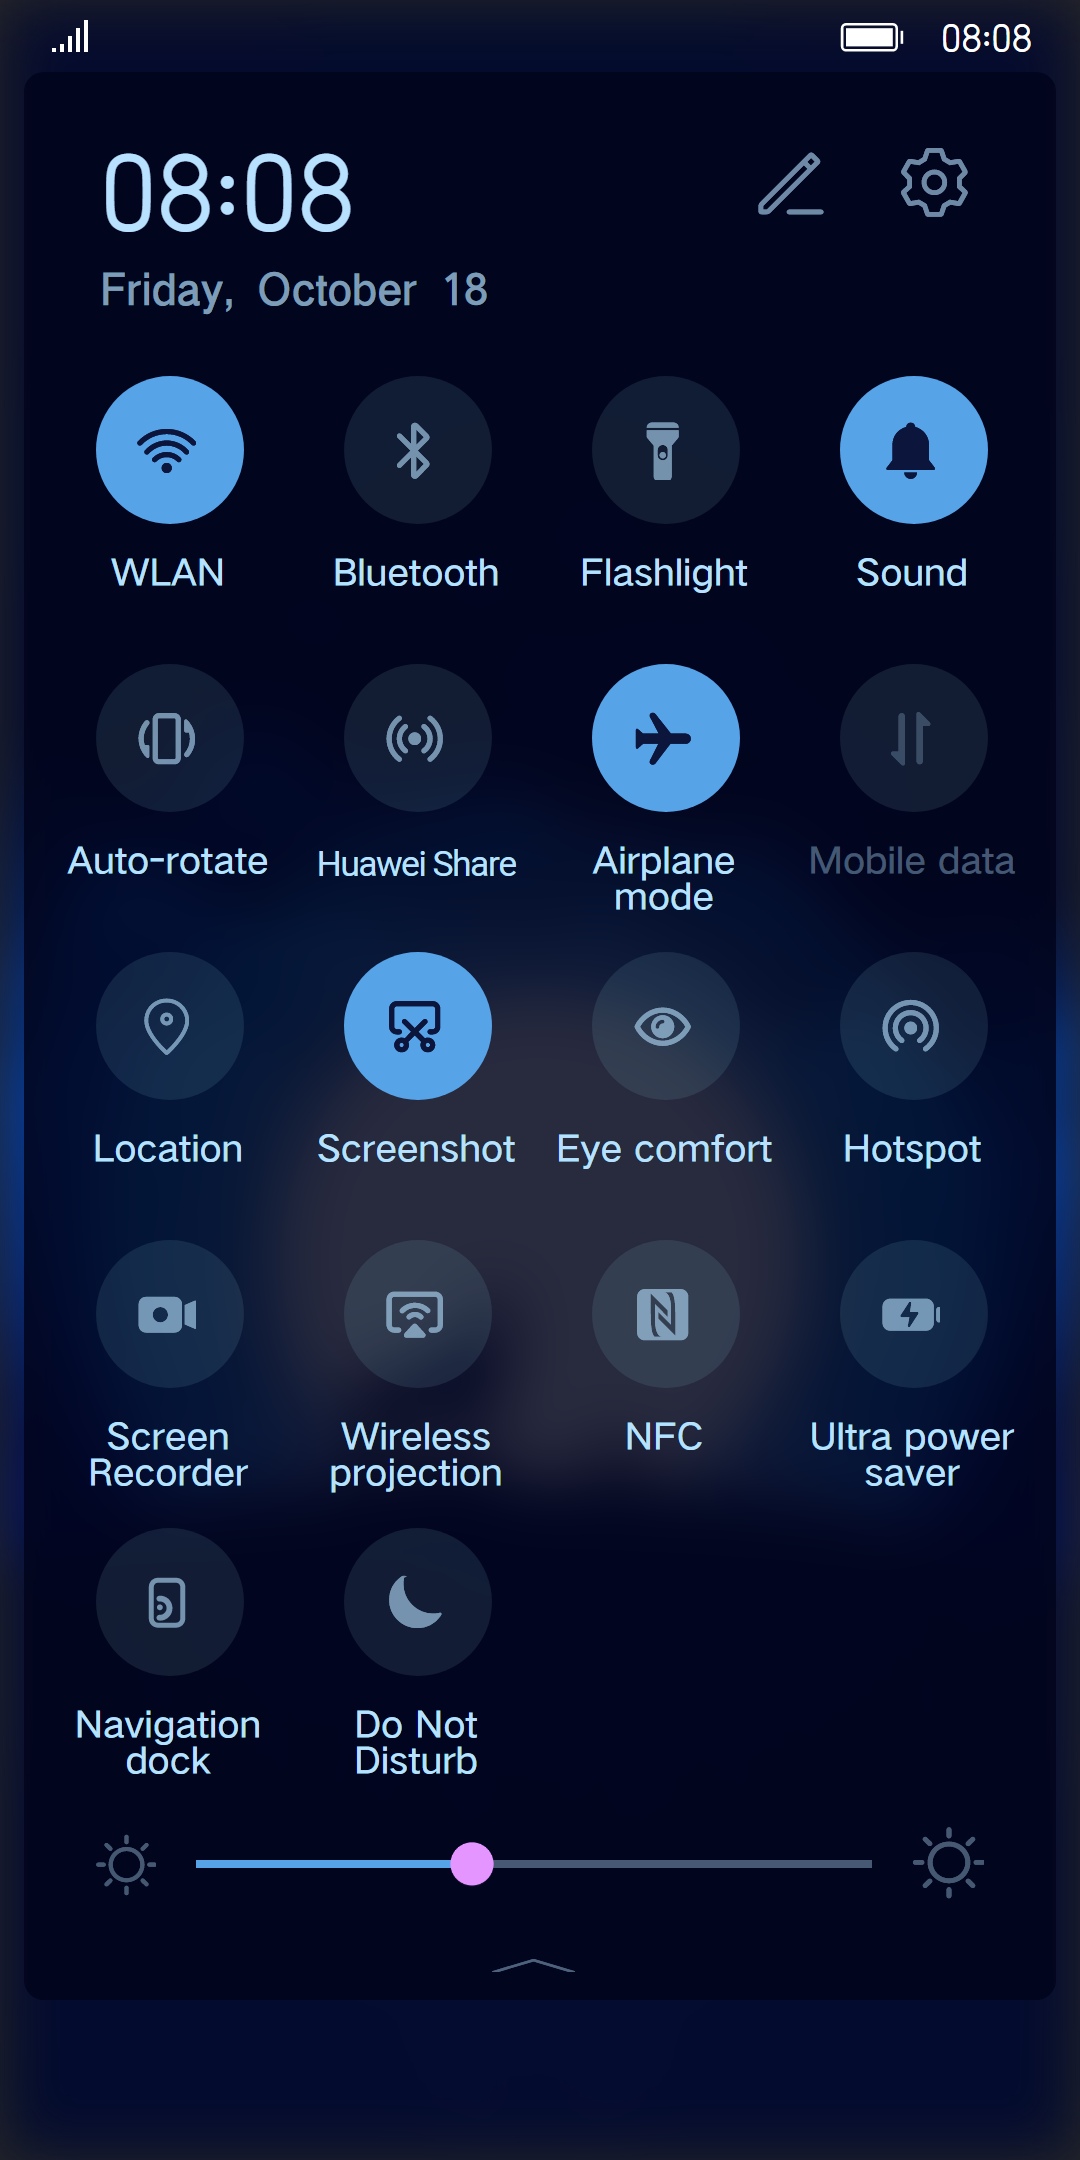 08:08
08:08
Friday, October 18
WLAN
Bluetooth
Flashlight
Sound
Auto-rotate
Huawei Share
Airplane
mode
Mobile data
Location
Screenshot
Eye comfort
Hotspot
Screen
Recorder
Wireless
projection
NFC
Ultra power
saver
Navigation
dock
Do Not
Disturb